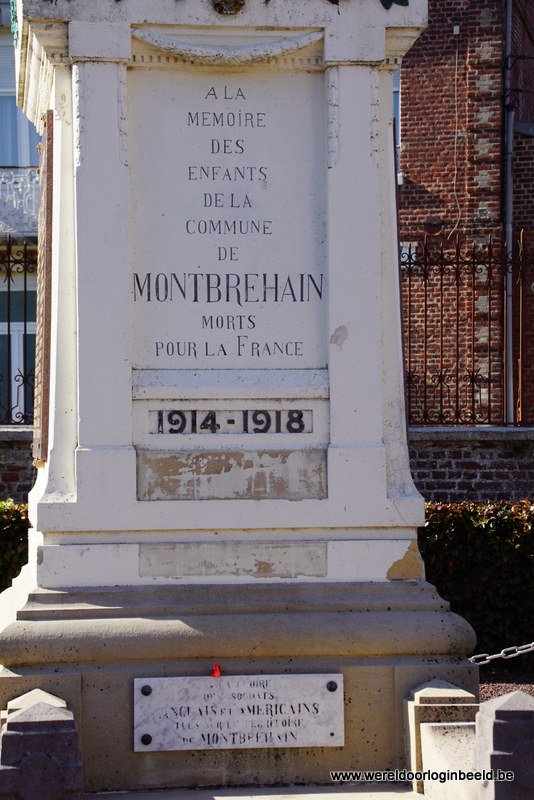 A LA
MEMOIRE
DES
ENFANTS
DE LA
COMMUNE
DE
MONTBREHAIN
MORTS
POUR LA FRANCE
1914-1918
ANGLAIS ET AMERICAINS
DE MONTBREHAIN
www.wereldoorloginbeeld.be